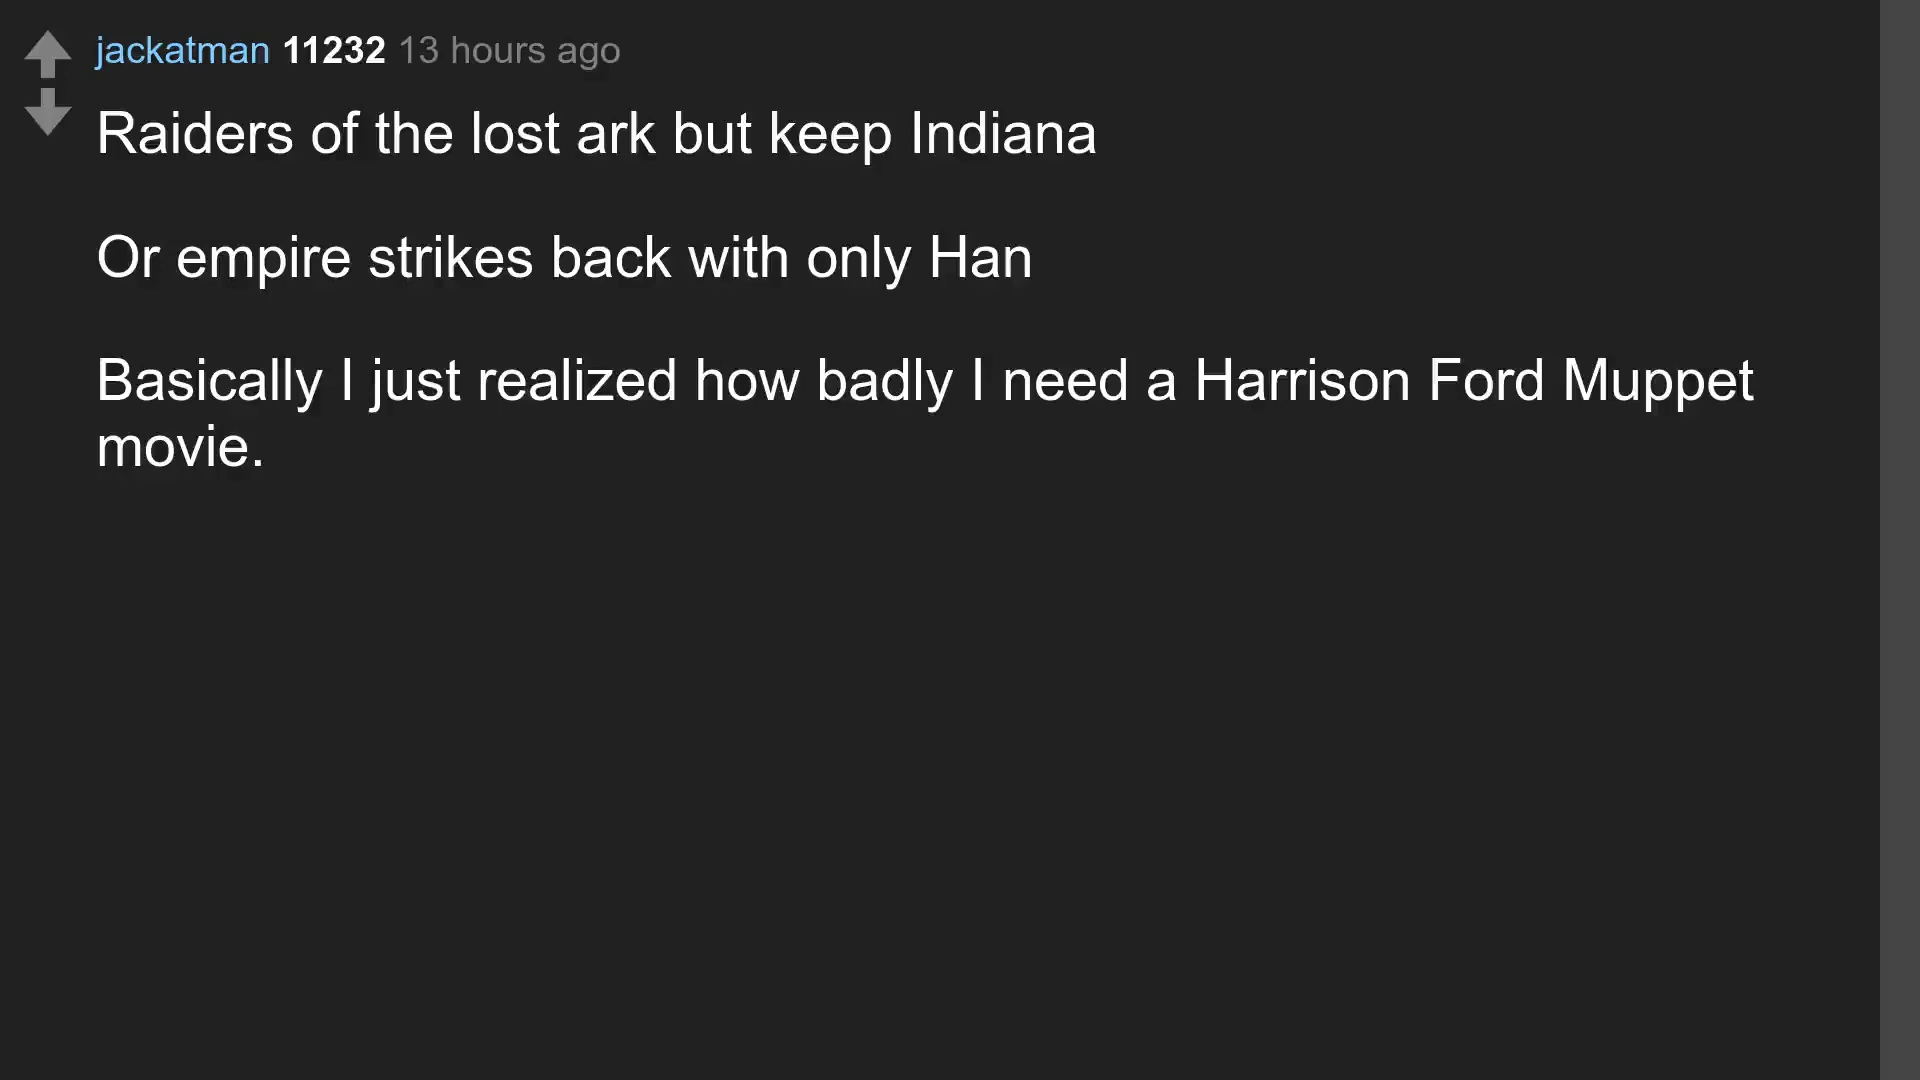 jackatman 11232 13 hours ago
Raiders of the lost ark but keep Indiana
Or empire strikes back with only Han
Basically I just realized how badly I need a Harrison Ford Muppet
movie.